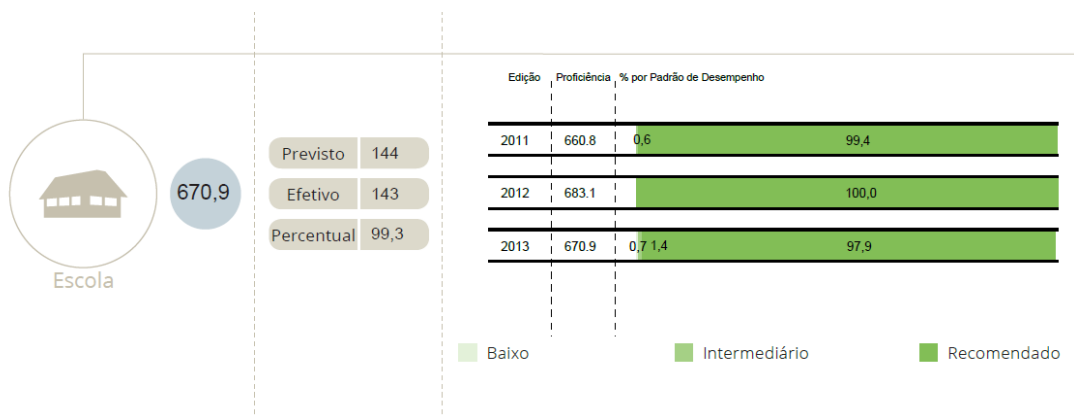 Edição Proficiência % por Padrão de Desempenho
2011 660.8 0,6 99,4
Previsto 144
670,9
Efetivo 143
2012 683.1 100,0
Percentual 99,3
2013 670.9 0,7 1,4 97,9
Escola
Baixo Intermediário Recomendado